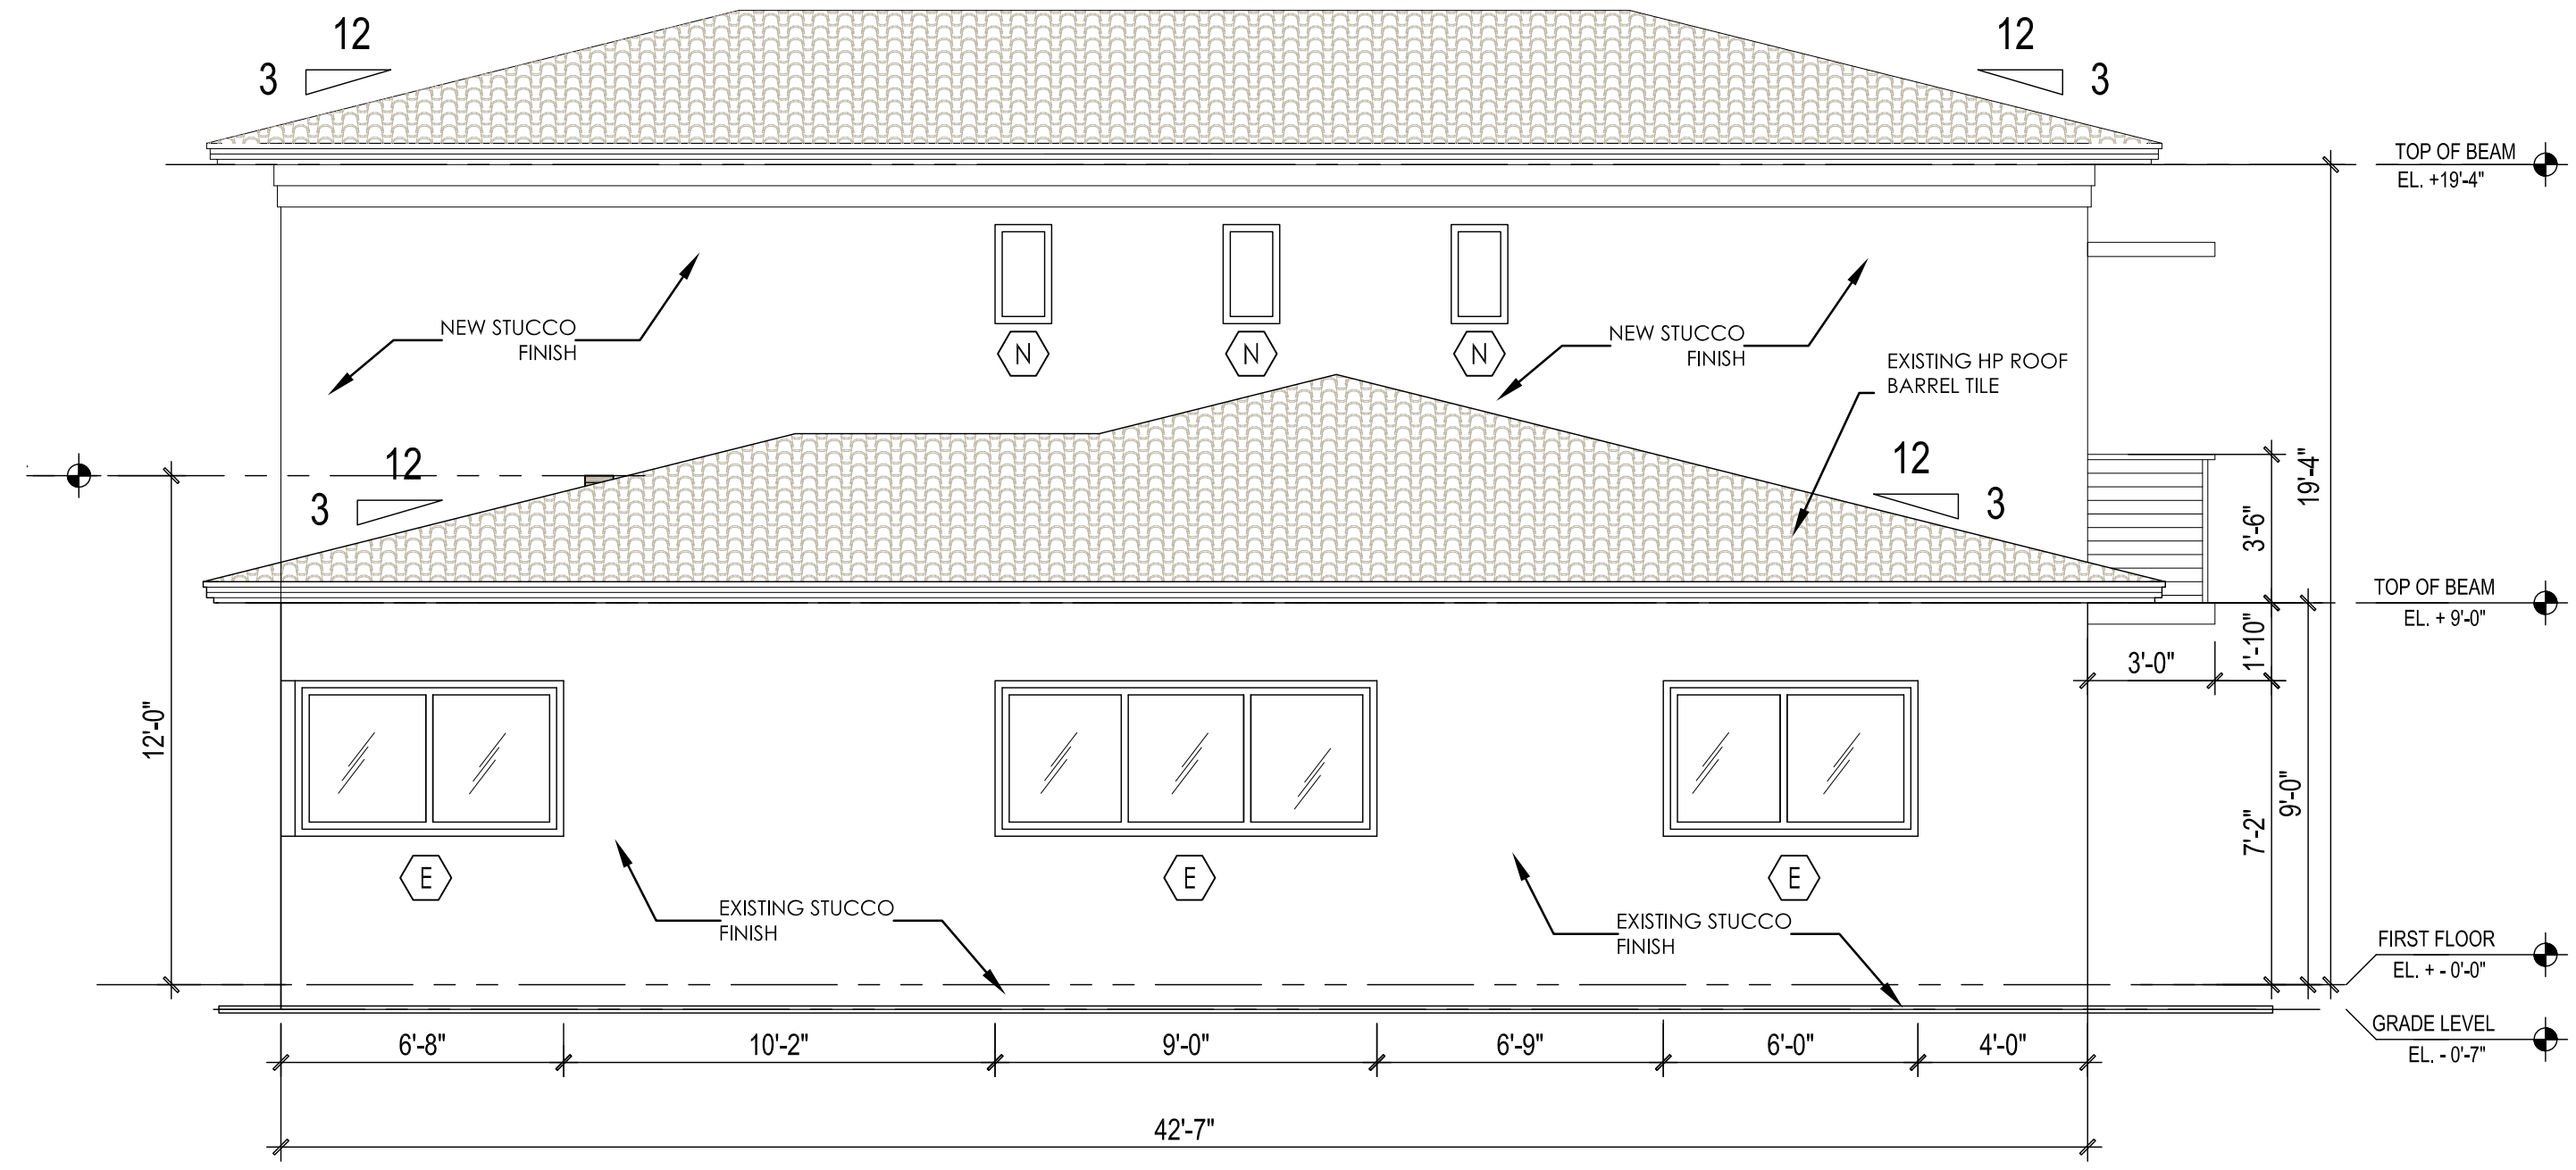 12
3
12
3
TOP OF BEAM
EL. +19'-4"
NEW STUCCO
FINISH
N
N
N
NEW STUCCO
FINISH
EXISTING HP ROOF
BARREL TILE
12
3
12
3
19'-4"
3'-6"
TOP OF BEAM
EL. + 9'-0"
1'-10"
3'-0"
12'-0"
9'-0"
7'-2"
E
E
E
EXISTING STUCCO
FINISH
EXISTING STUCCO
FINISH
FIRST FLOOR
EL. + - 0'-0"
GRADE LEVEL
EL. - 0'-7"
6'-8"
10'-2"
9'-0"
6'-9"
6'-0"
4'-0"
42'-7"